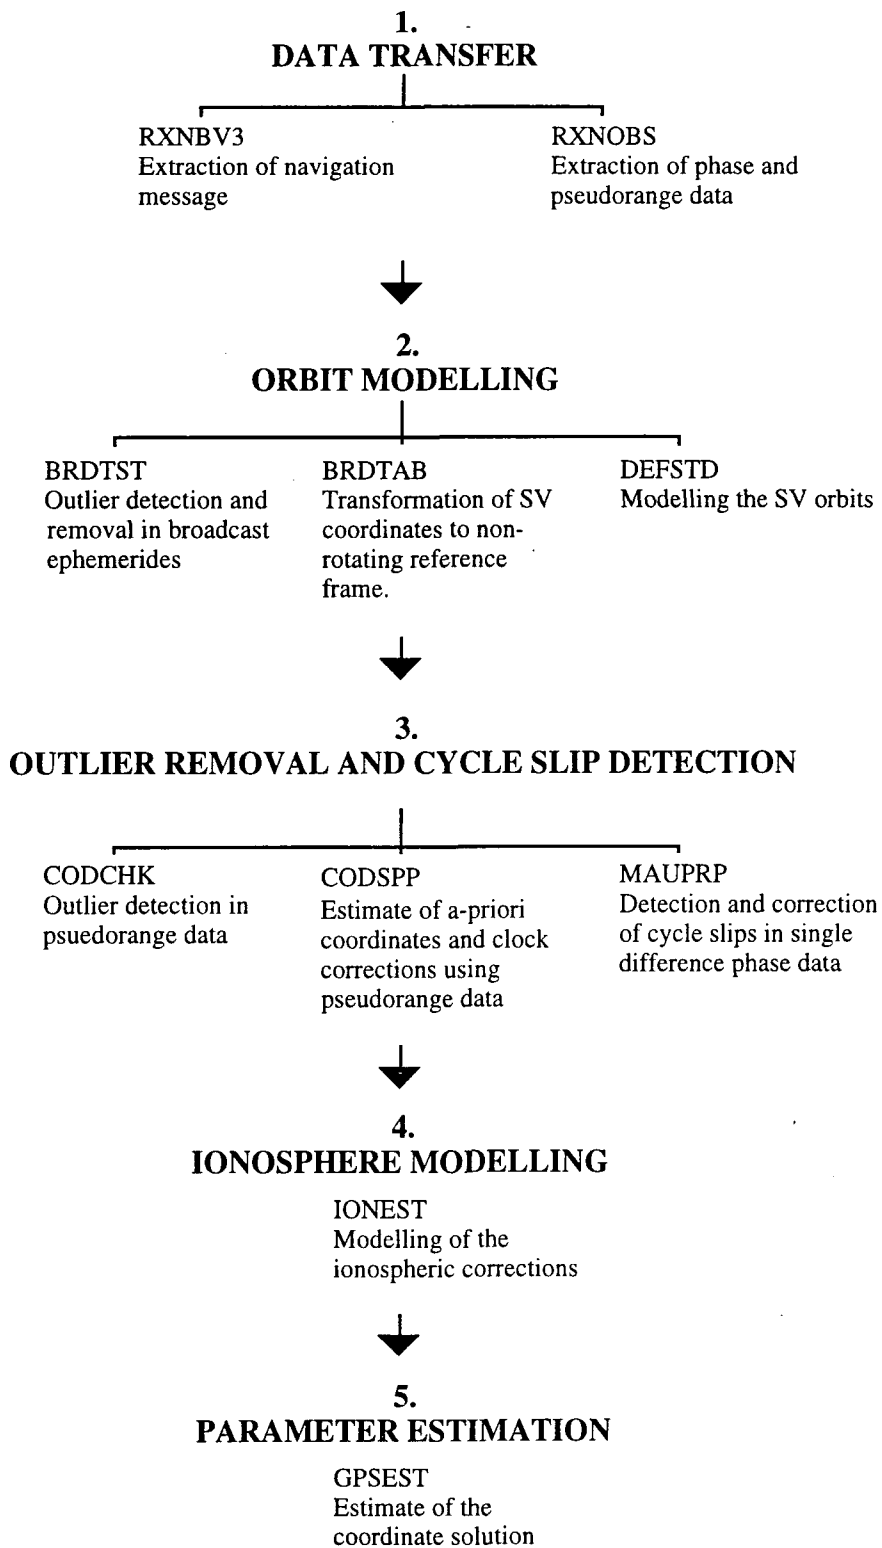 1.
DATA TRANSFER
RXNBV3
Extraction of navigation
message
RXNOBS
Extraction of phase and
pseudorange data
2.
ORBIT MODELLING
BRDTST
Outlier detection and
removal in broadcast
ephemerides
BRDTAB
Transformation of SV
coordinates to non-
rotating reference
frame.
DEFSTD
Modelling the SV orbits
3.
OUTLIER REMOVAL AND CYCLE SLIP DETECTION
CODCHK
Outlier detection in
psuedorange data
CODSPP
Estimate of a-priori
coordinates and clock
corrections using
pseudorange data
MAUPRP
Detection and correction
of cycle slips in single
difference phase data
4.
IONOSPHERE MODELLING
IONEST
Modelling of the
ionospheric corrections
5.
PARAMETER ESTIMATION
GPSEST
Estimate of the
coordinate solution